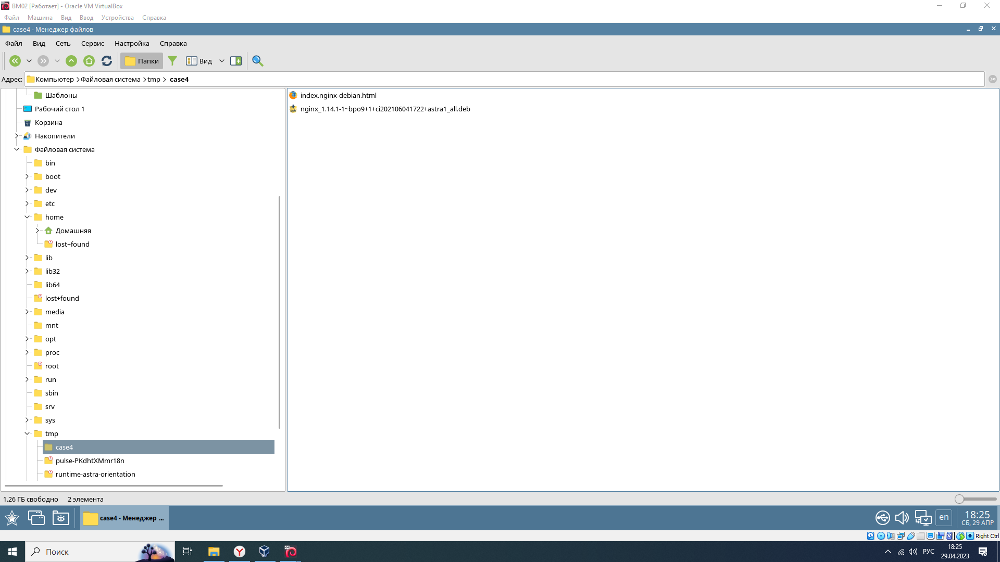 BM02 [Работает] - Oracle VM VirtualBox
Файл Машина Вид Ввод Устройства Справка
case4 - Менеджер файлов
Файл Вид Сеть Сервис Настройка Справка
Папки Вид
Адрес: Компьютер Файловая система tmp case4
Шаблоны
Рабочий стол 1
Корзина
Накопители
Файловая система
bin
boot
dev
etc
home
Домашняя
lost+found
lib
lib32
lib64
lost+found
media
mnt
opt
proc
root
run
sbin
srv
sys
tmp
case4
pulse-PKdhtXMmr18n
runtime-astra-orientation
index.nginx-debian.html
nginx_1.14.1-1~bpo9+1+ci202106041722+astra1_all.deb
1.26 ГБ свободно 2 элемента
case4 - Менеджер ...
en
18:25
СБ, 29 АПР
Right Ctrl
Поиск
РУС
18:25
29.04.2023